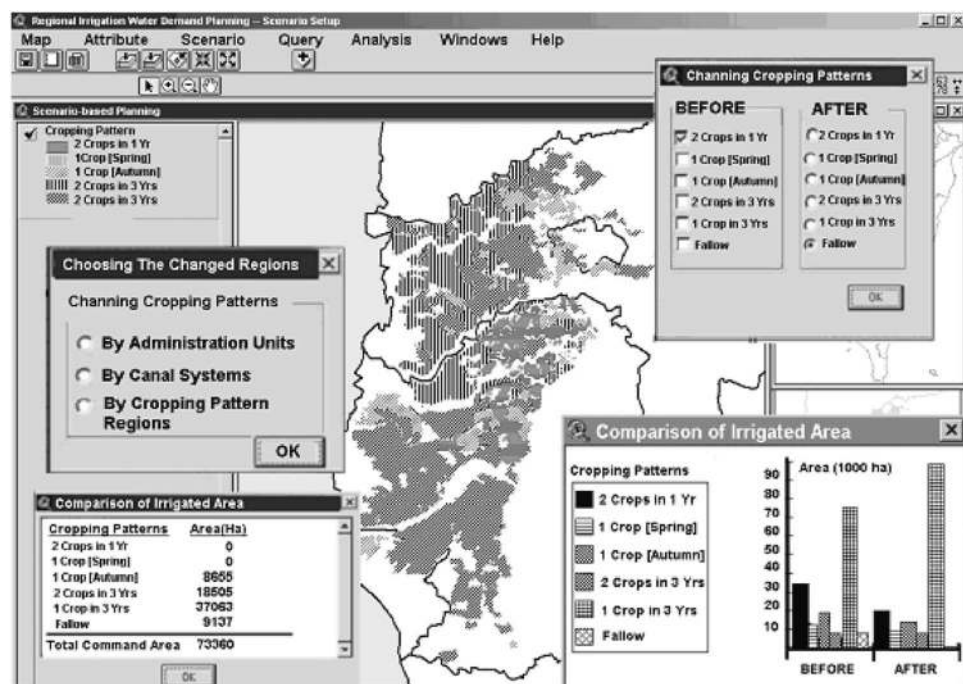 Regional Irrigation Water Demand Planning -- Scenario Setup
Map Attribute Scenario Query Analysis Windows Help
Scenario-based Planning
Cropping Pattern
2 Crops in 1 Yr
1Crop [Spring]
1 Crop [Autumn]
2 Crops in 3 Yrs
2 Crops in 3 Yrs
Channing Cropping Patterns
BEFORE
2 Crops in 1 Yr
1 Crop [Spring]
1 Crop [Autumn]
2 Crops in 3 Yrs
1 Crop in 3 Yrs
Fallow
AFTER
2 Crops in 1 Yr
1 Crop [Spring]
1 Crop [Autumn]
2 Crops in 3 Yrs
1 Crop in 3 Yrs
Fallow
OK
Choosing The Changed Regions
Channing Cropping Patterns
By Administration Units
By Canal Systems
By Cropping Pattern
Regions
OK
Comparison of Irrigated Area
Cropping Patterns Area(Ha)
2 Crops in 1 Yr 0
1 Crop [Spring] 0
1 Crop [Autumn] 8655
2 Crops in 3 Yrs 18505
1 Crop in 3 Yrs 37063
Fallow 9137
Total Command Area 73360
OK
Comparison of Irrigated Area
Cropping Patterns
2 Crops in 1 Yr
1 Crop [Spring]
1 Crop [Autumn]
2 Crops in 3 Yrs
1 Crop in 3 Yrs
Fallow
Area (1000 ha)
90
80
70
60
50
40
30
20
10
BEFORE AFTER